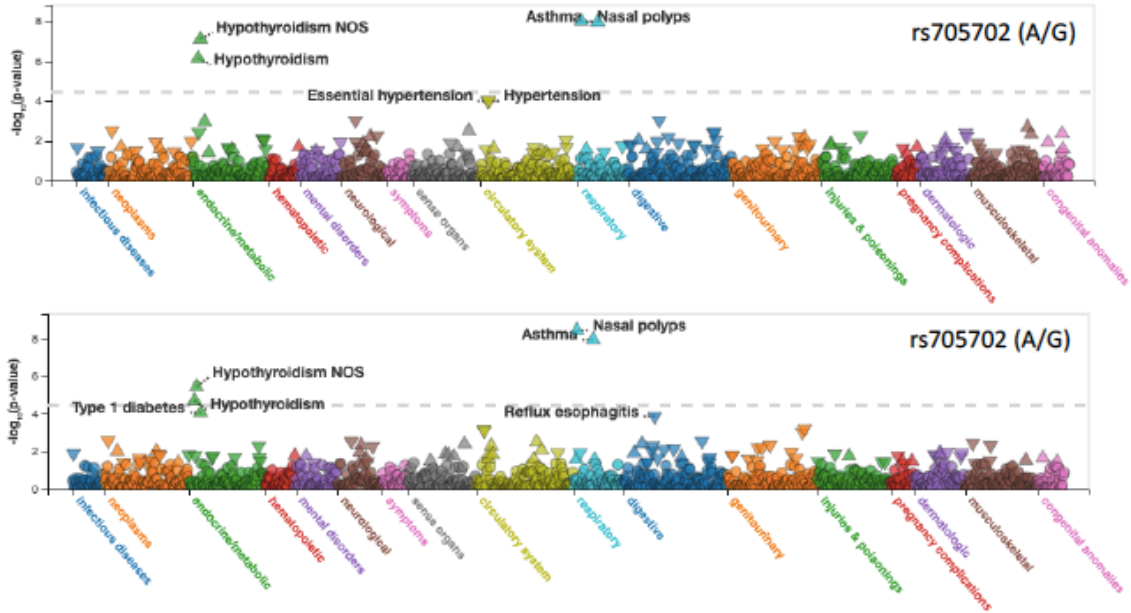 Asthma Nasal polyps
rs705702 (A/G)
Hypothyroidism NOS
Hypothyroidism
Essential hypertension Hypertension
-log10(p-value)
8
6
4
2
0
infectious diseases
neoplasms
endocrine/metabolic
hematopoietic
mental disorders
neurological
symptoms
sense organs
circulatory system
respiratory
digestive
genitourinary
injuries & poisonings
pregnancy complications
dermatologic
musculoskeletal
congenital anomalies
Nasal polyps
Asthma
rs705702 (A/G)
Hypothyroidism NOS
Type 1 diabetes Hypothyroidism
Reflux esophagitis
-log10(p-value)
8
6
4
2
0
infectious diseases
neoplasms
endocrine/metabolic
hematopoietic
mental disorders
neurological
symptoms
sense organs
circulatory system
respiratory
digestive
genitourinary
injuries & poisonings
pregnancy complications
dermatologic
musculoskeletal
congenital anomalies